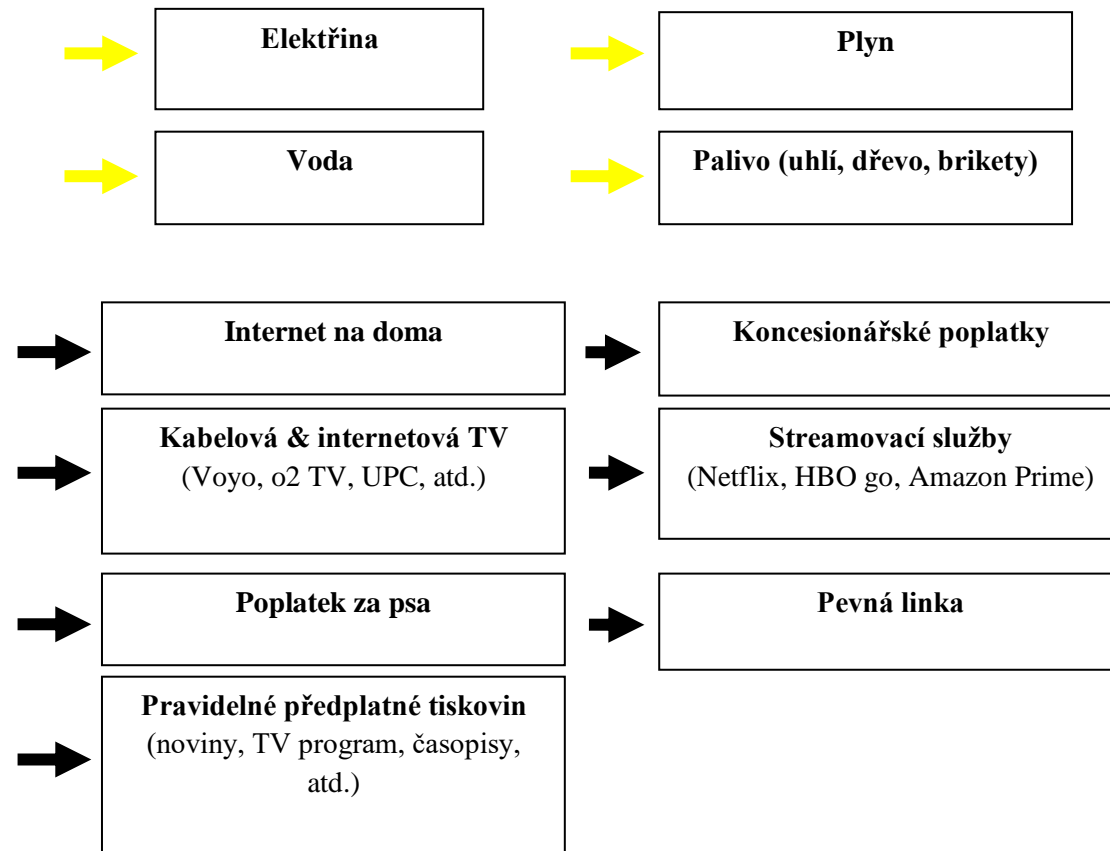 Elektřina
Plyn
Voda
Palivo (uhlí, dřevo, brikety)
Internet na doma
Koncesionářské poplatky
Kabelová & internetová TV
(Voyo, o2 TV, UPC, atd.)
Streamovací služby
(Netflix, HBO go, Amazon Prime)
Poplatek za psa
Pevná linka
Pravidelné předplatné tiskovin
(noviny, TV program, časopisy,
atd.)